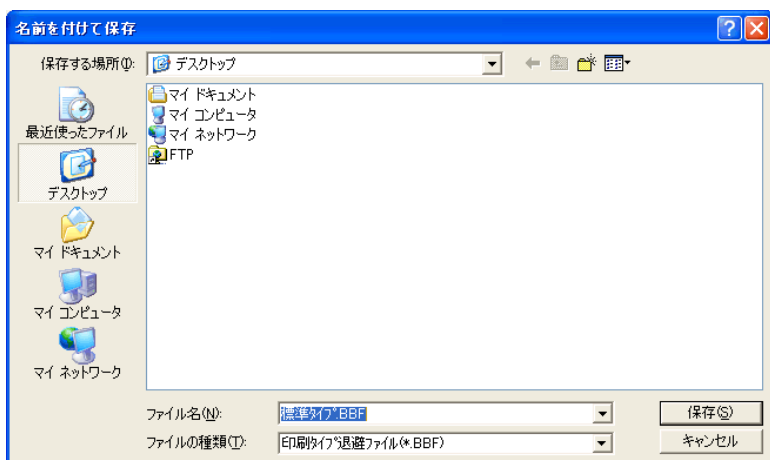 名前を付けて保存
保存する場所(I):
デスクトップ
最近使ったファイル
デスクトップ
マイ ドキュメント
マイ コンピュータ
マイ ネットワーク
マイ ドキュメント
マイ コンピュータ
マイ ネットワーク
FTP
ファイル名(N):
標準ﾀｲﾌﾟ.BBF
保存(S)
ファイルの種類(T):
印刷ﾀｲﾌﾟ退避ファイル(*.BBF)
キャンセル